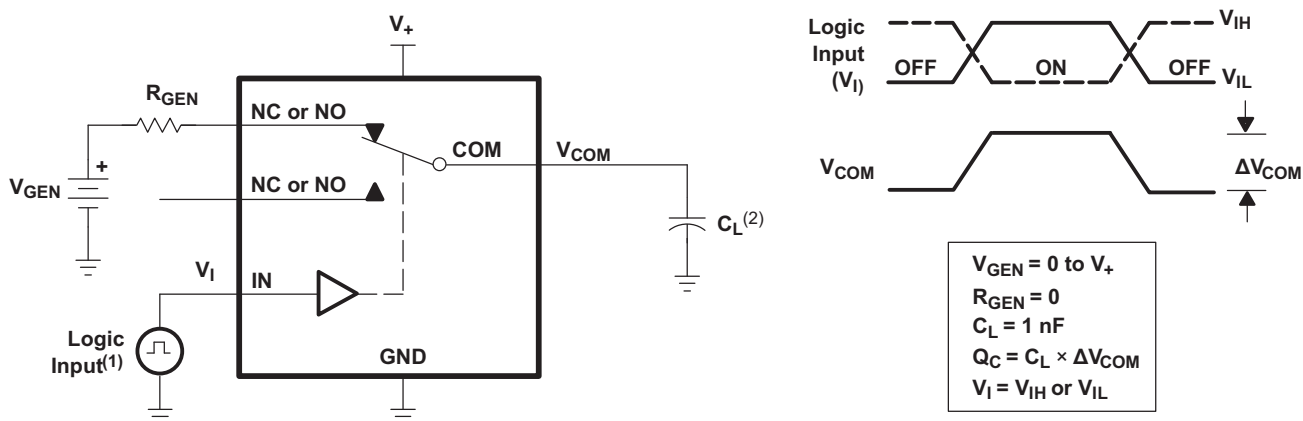 V+
RGEN
NC or NO
COM
VCOM
+
VGEN
NC or NO
CL(2)
VI
IN
Logic
Input(1)
GND
Logic
Input
(VI)
VIH
OFF
ON
OFF
VIL
VCOM
ΔVCOM
VGEN = 0 to V+
RGEN = 0
CL = 1 nF
QC = CL × ΔVCOM
VI = VIH or VIL